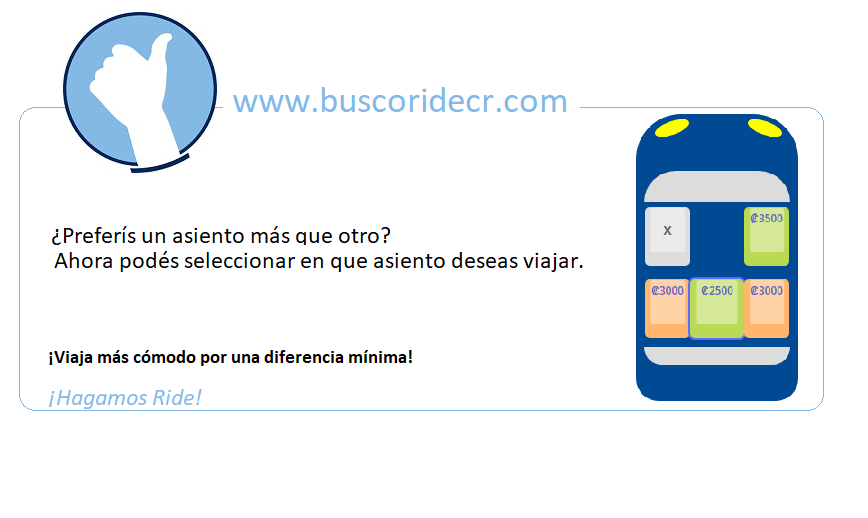 www.buscoridecr.com
¿Preferís un asiento más que otro?
Ahora podés seleccionar en que asiento deseas viajar.
¡Viaja más cómodo por una diferencia mínima!
¡Hagamos Ride!
X
₡3500
₡3000 ₡2500 ₡3000